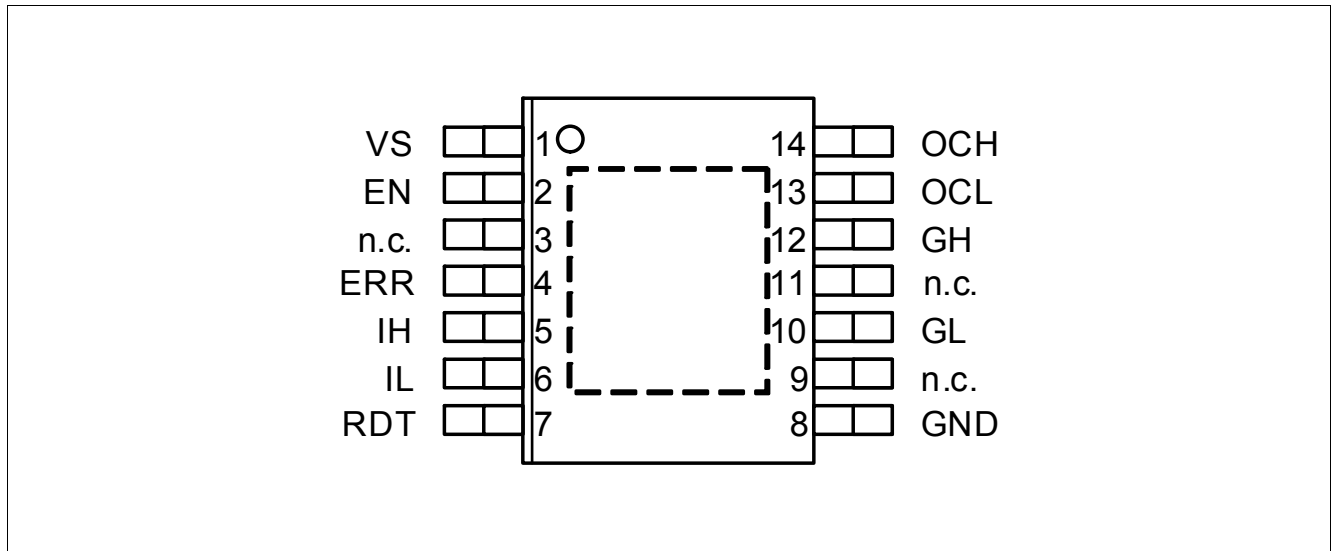 VS 1 14 OCH
EN 2 13 OCL
n.c. 3 12 GH
ERR 4 11 n.c.
IH 5 10 GL
IL 6 9 n.c.
RDT 7 8 GND